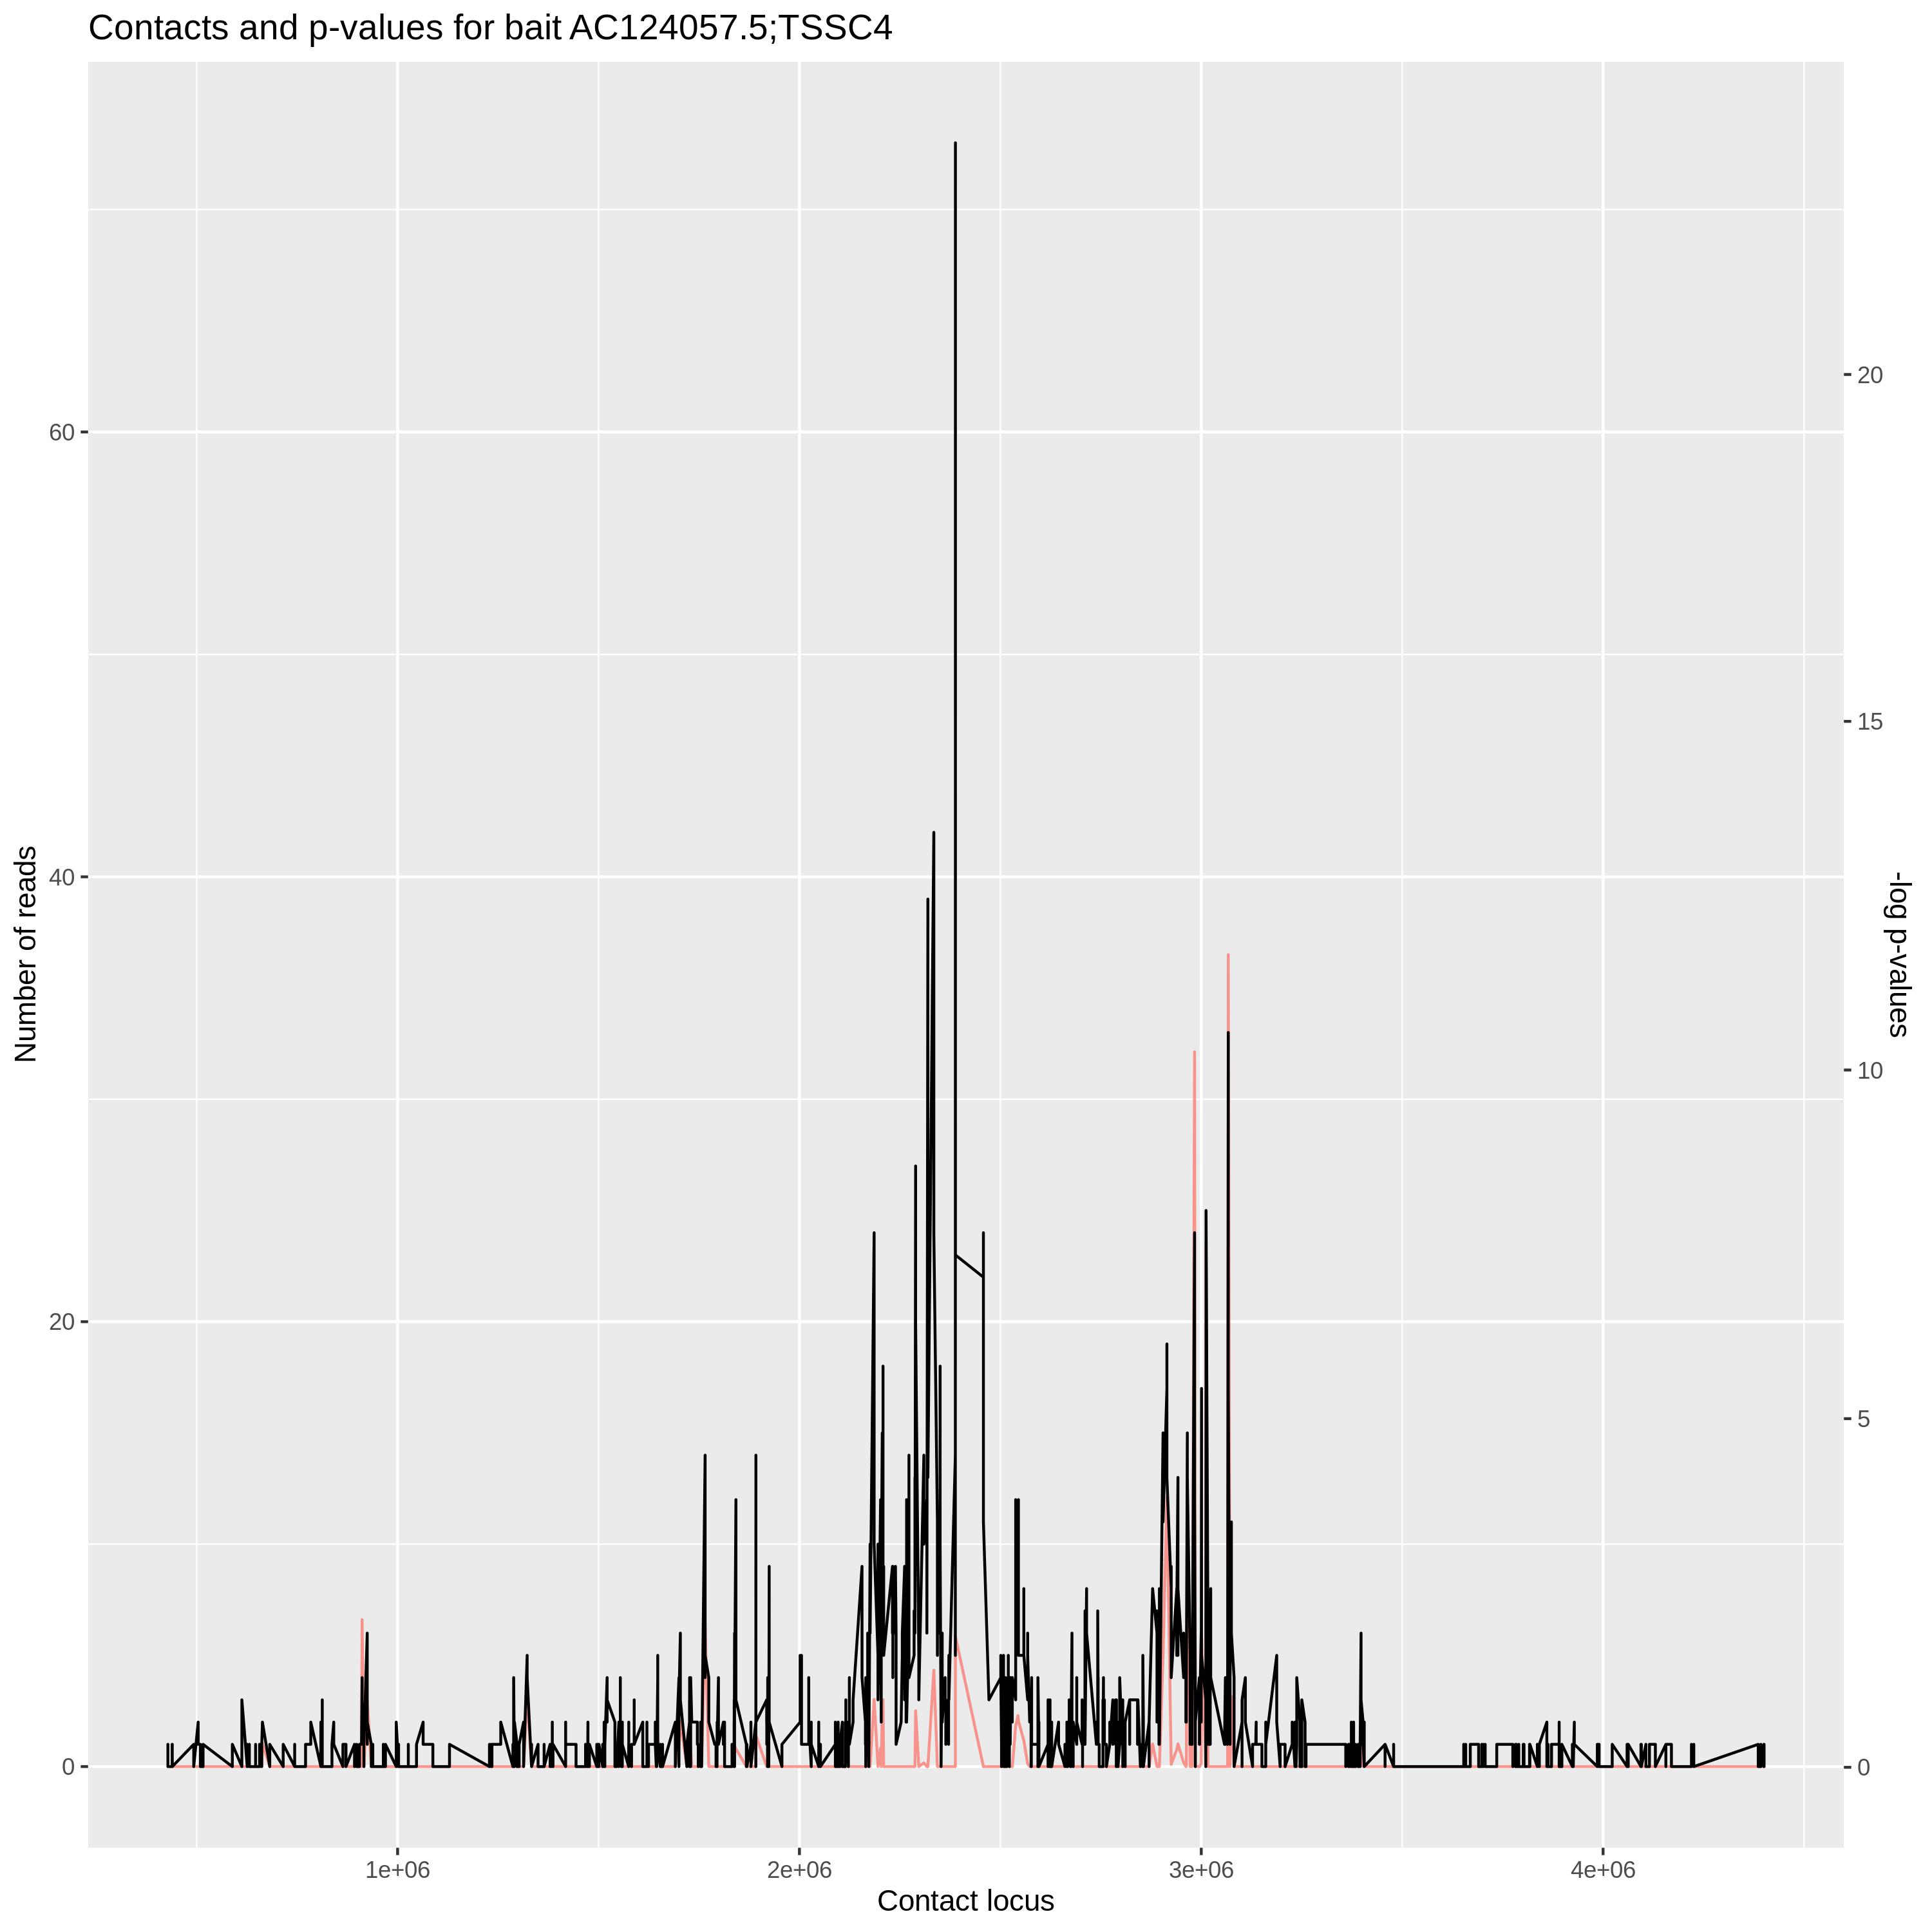 Contacts and p-values for bait AC124057.5;TSSC4
60
40
20
0
Number of reads
20
15
10
5
0
-log p-values
1e+06
2e+06
3e+06
4e+06
Contact locus